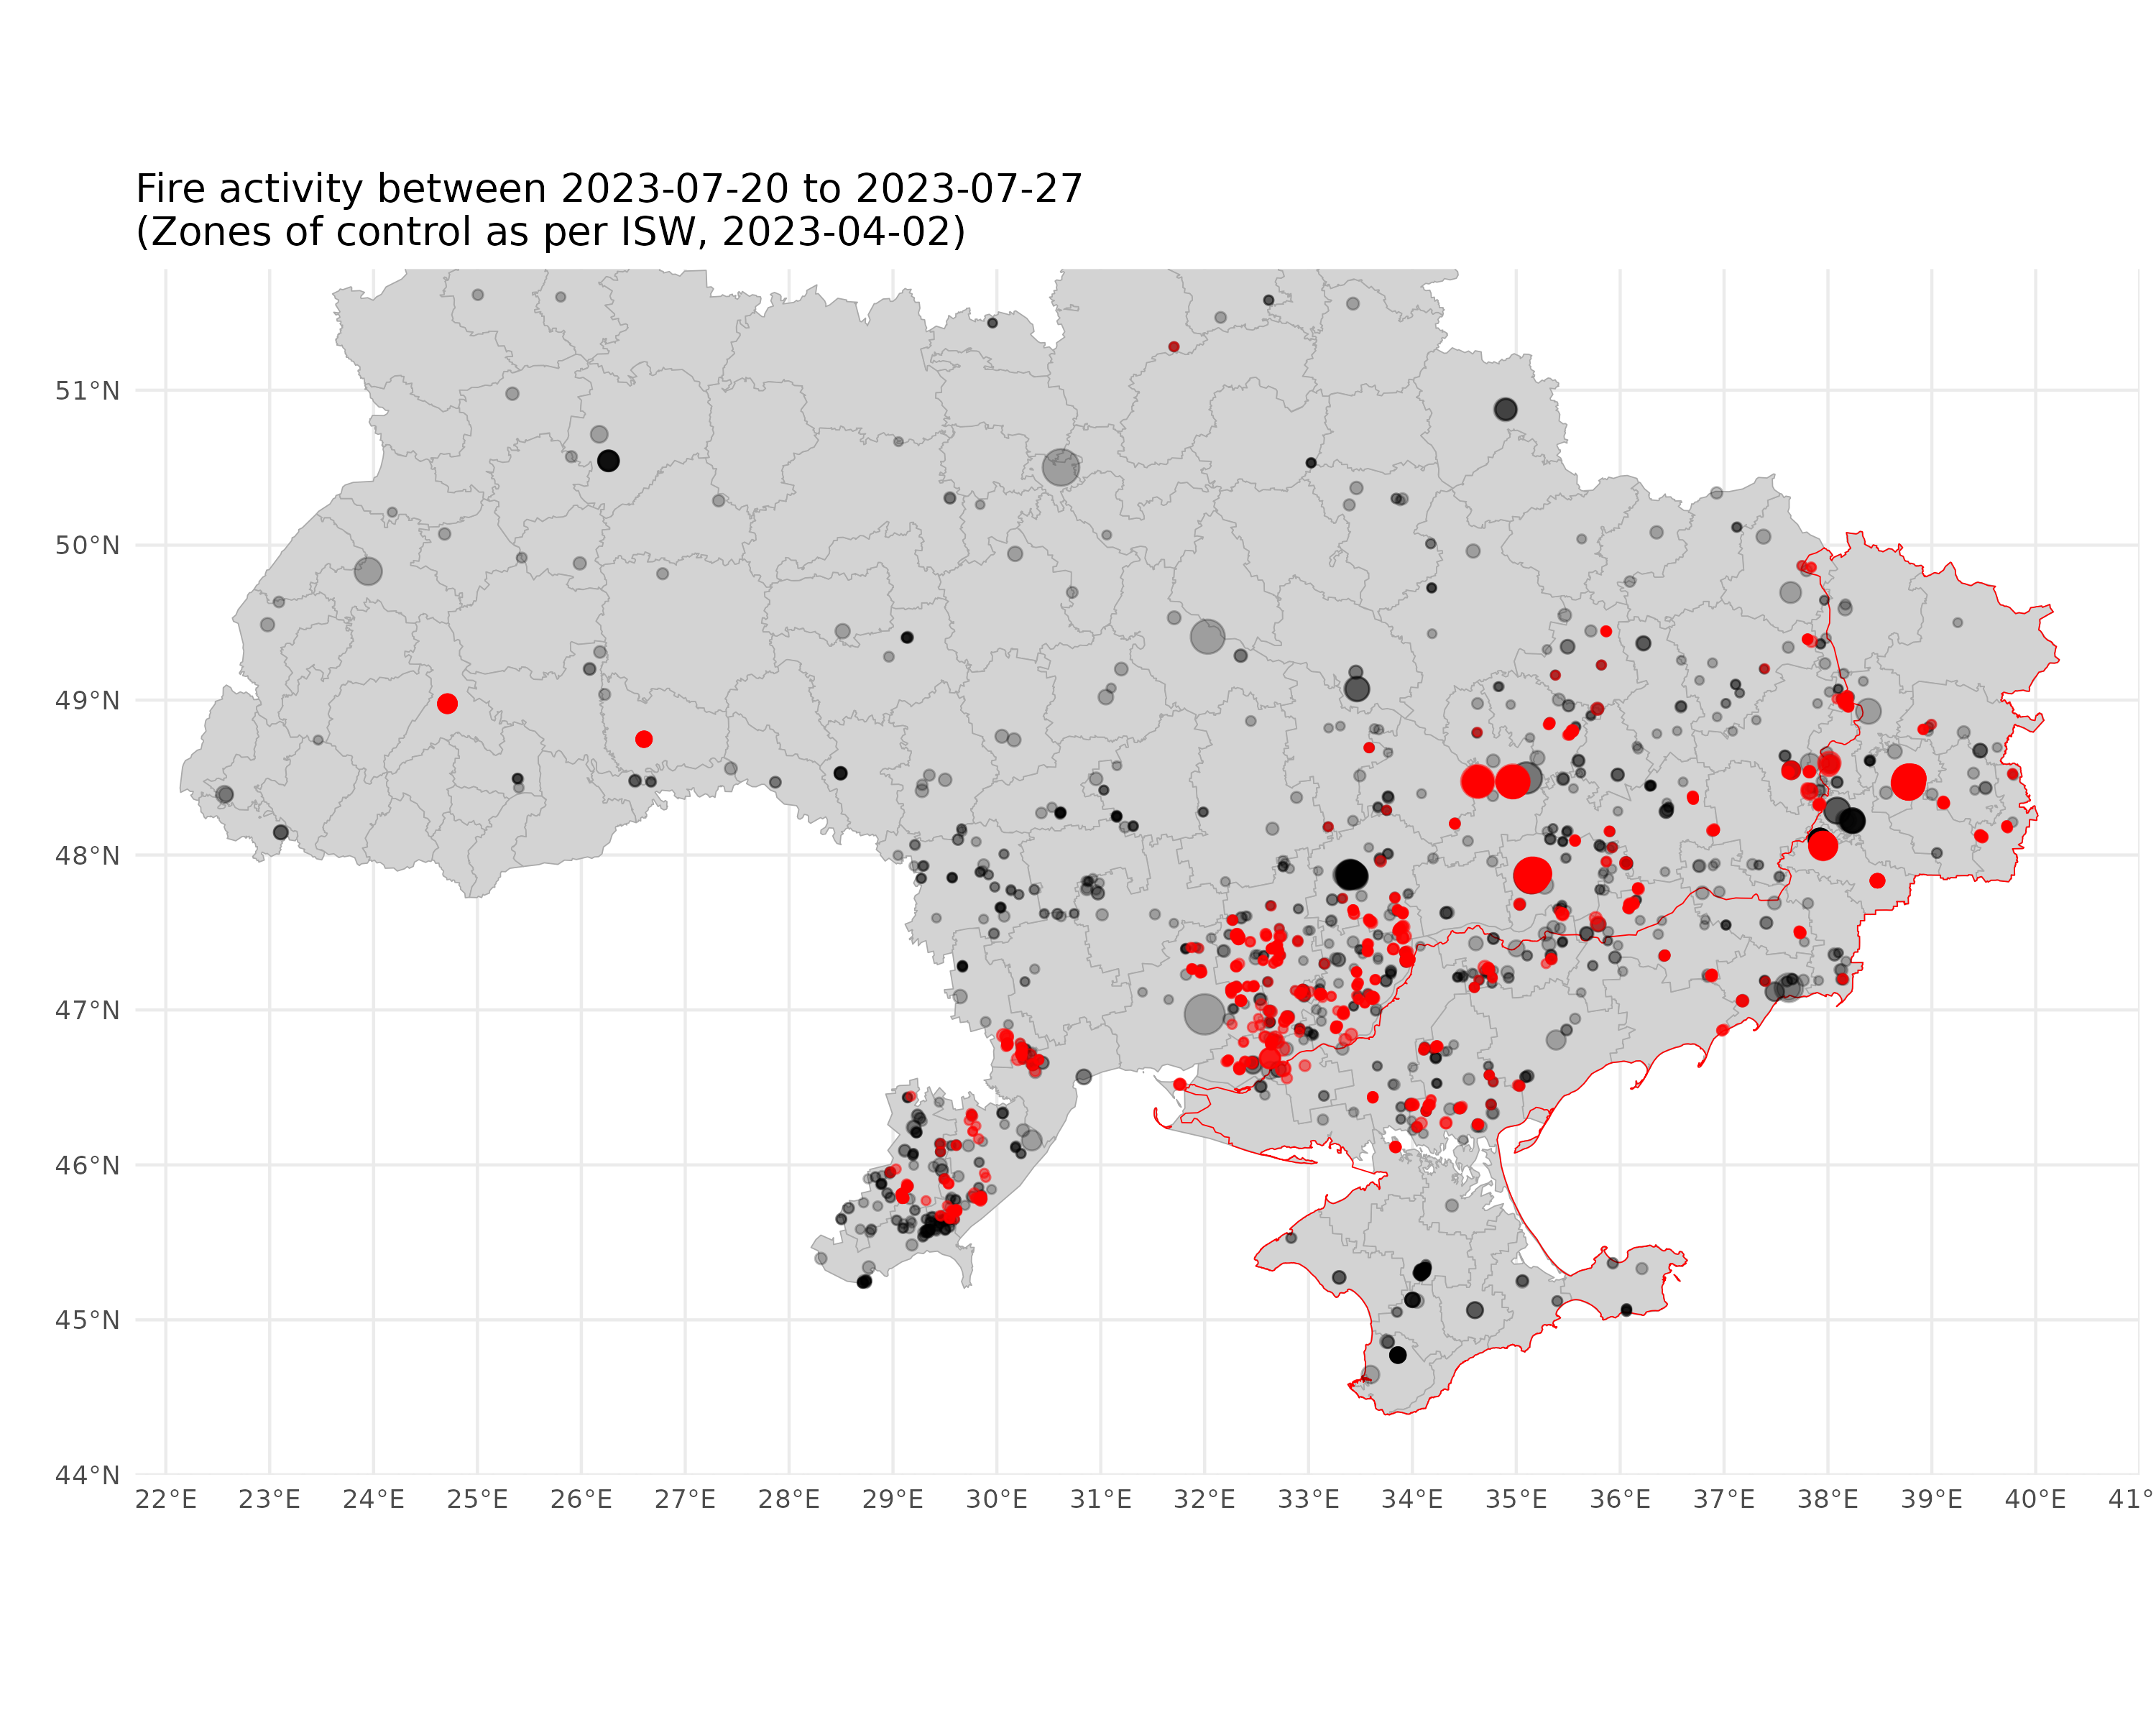 Fire activity between 2023-07-20 to 2023-07-27
(Zones of control as per ISW, 2023-04-02)
51°N
50°N
49°N
48°N
47°N
46°N
45°N
44°N
22°E 23°E 24°E 25°E 26°E 27°E 28°E 29°E 30°E 31°E 32°E 33°E 34°E 35°E 36°E 37°E 38°E 39°E 40°E 41°